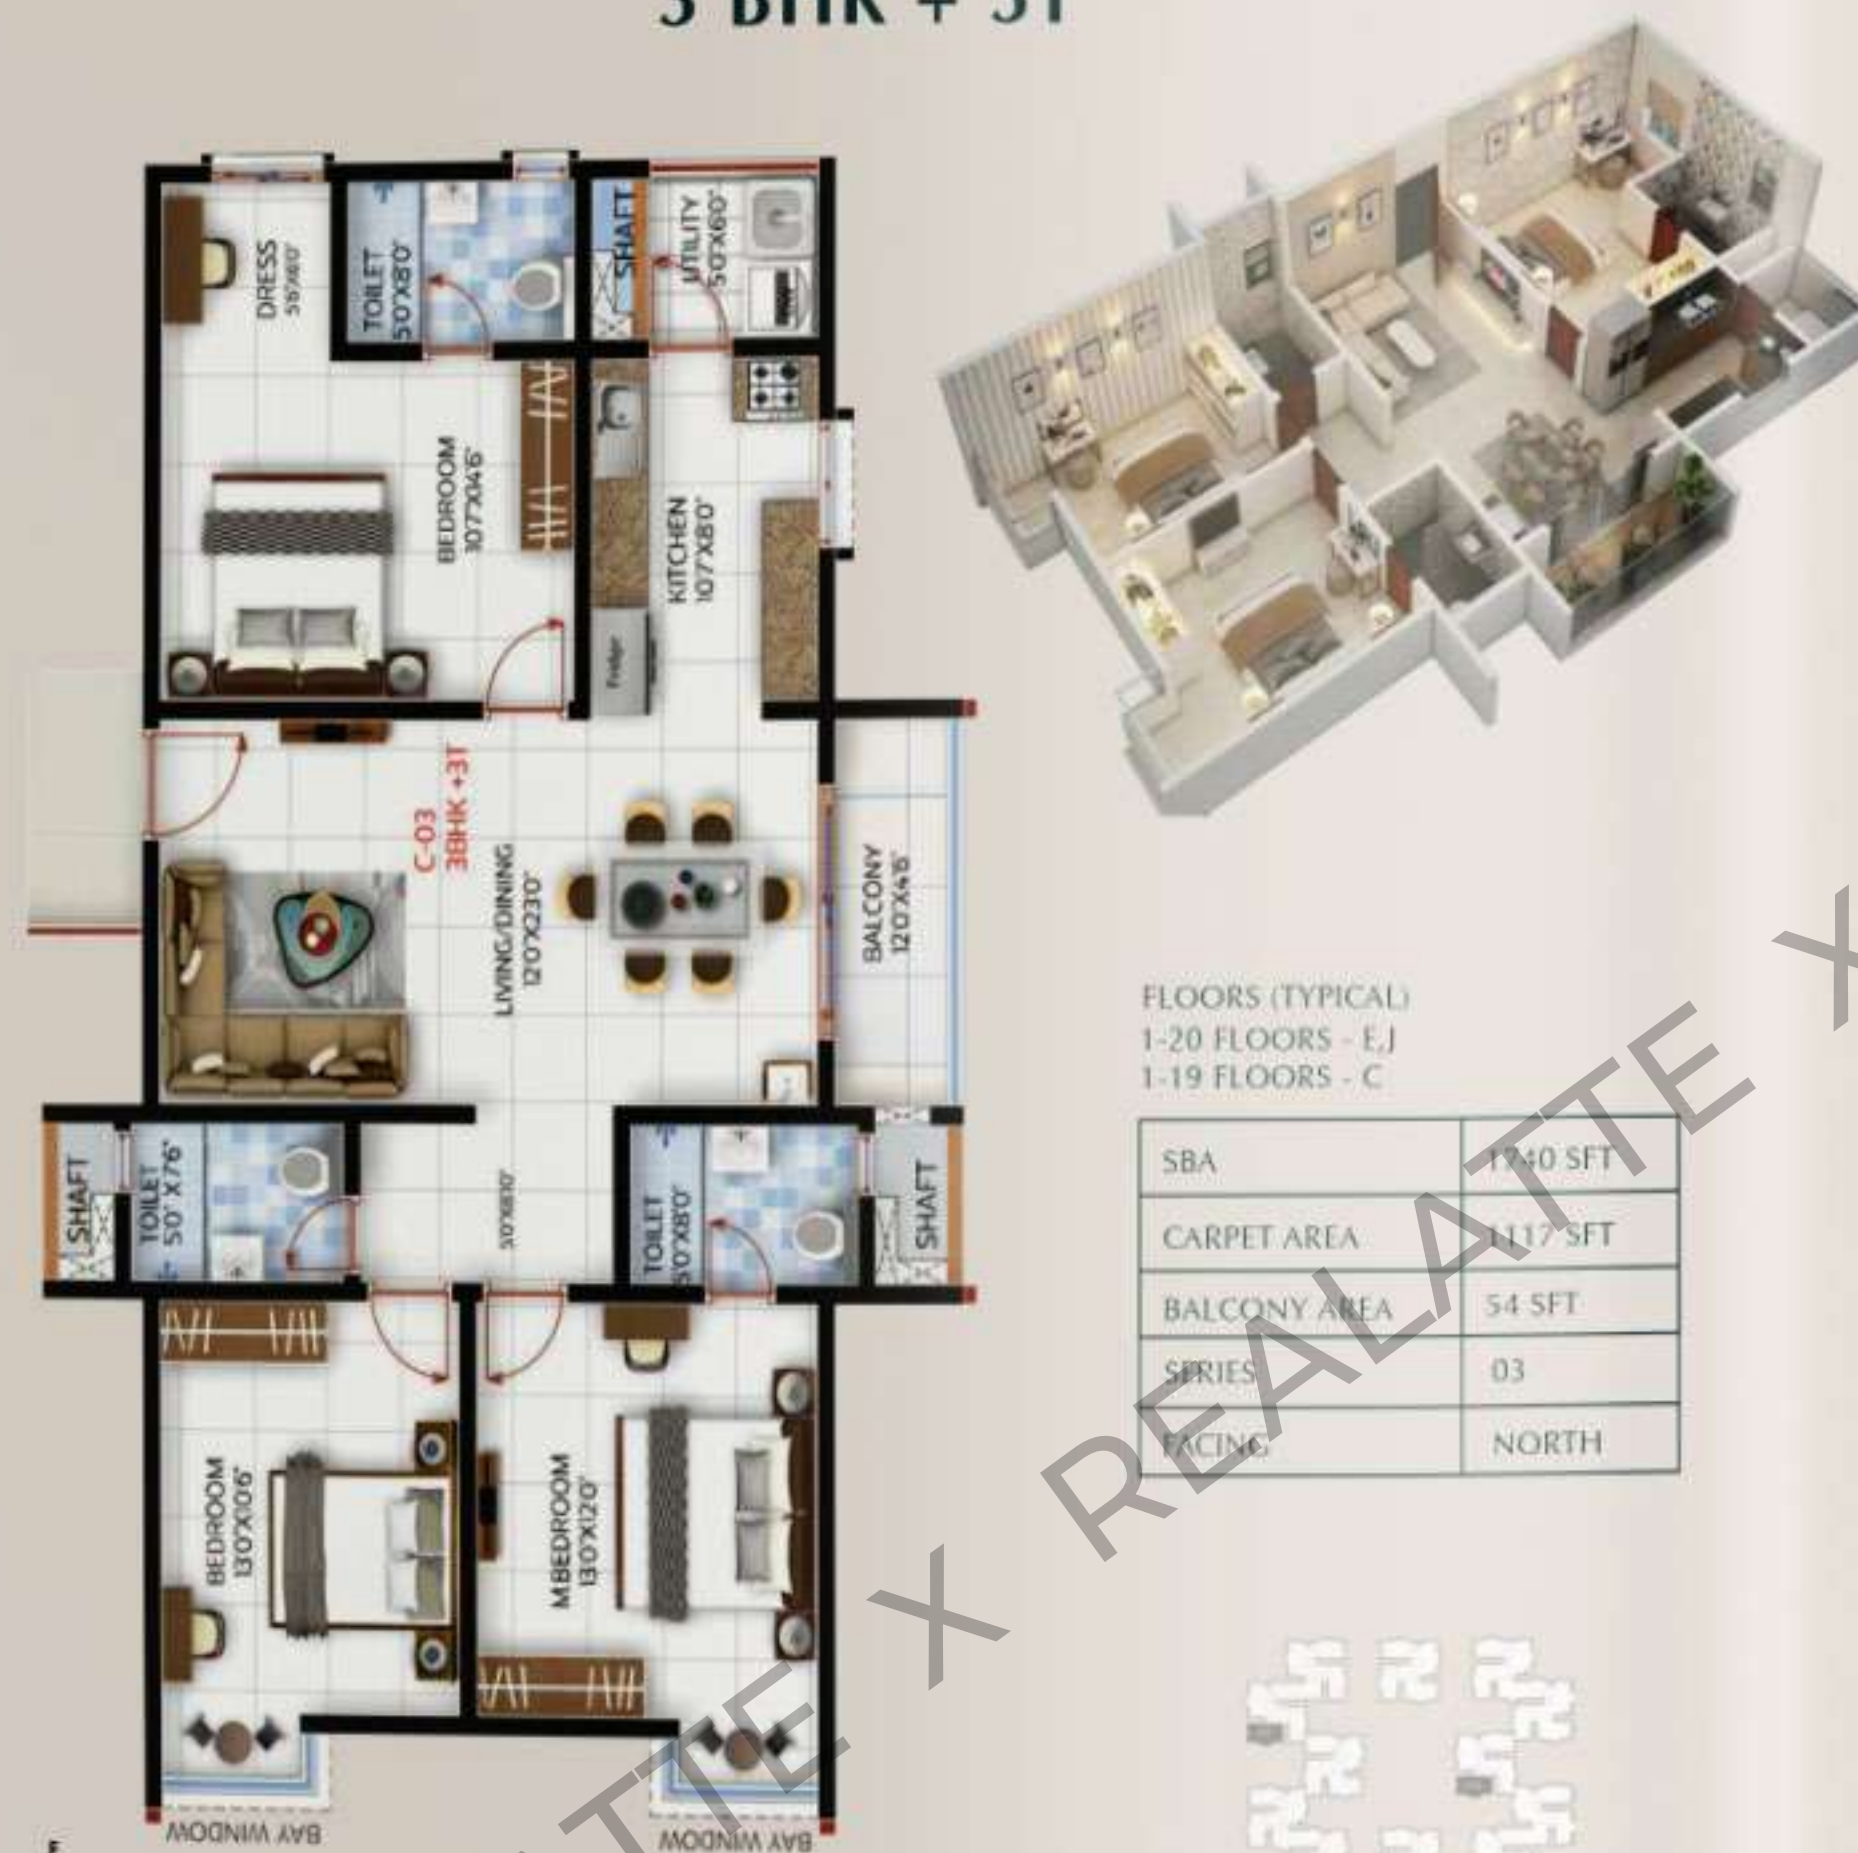 3 BHK + 3T
DRESS
5'6"X4'0"
TOILET
5'0"X8'0"
SHAFT
UTILITY
5'0"X6'0"
BEDROOM
10'7"X14'6"
KITCHEN
10'7"X8'0"
Fridge
C-03
3BHK +3T
LIVING/DINING
12'0"X23'0"
BALCONY
12'0"X4'6"
SHAFT
TOILET
5'0" X7'6"
TOILET
5'0"X8'0"
SHAFT
BEDROOM
13'0"X10'6"
M.BEDROOM
13'0"X12'0"
BAY WINDOW
BAY WINDOW
FLOORS (TYPICAL)
1-20 FLOORS - E,J
1-19 FLOORS - C
SBA 1740 SFT
CARPET AREA 1117 SFT
BALCONY AREA 54 SFT
SERIES 03
FACING NORTH
TTE X REALATTE X